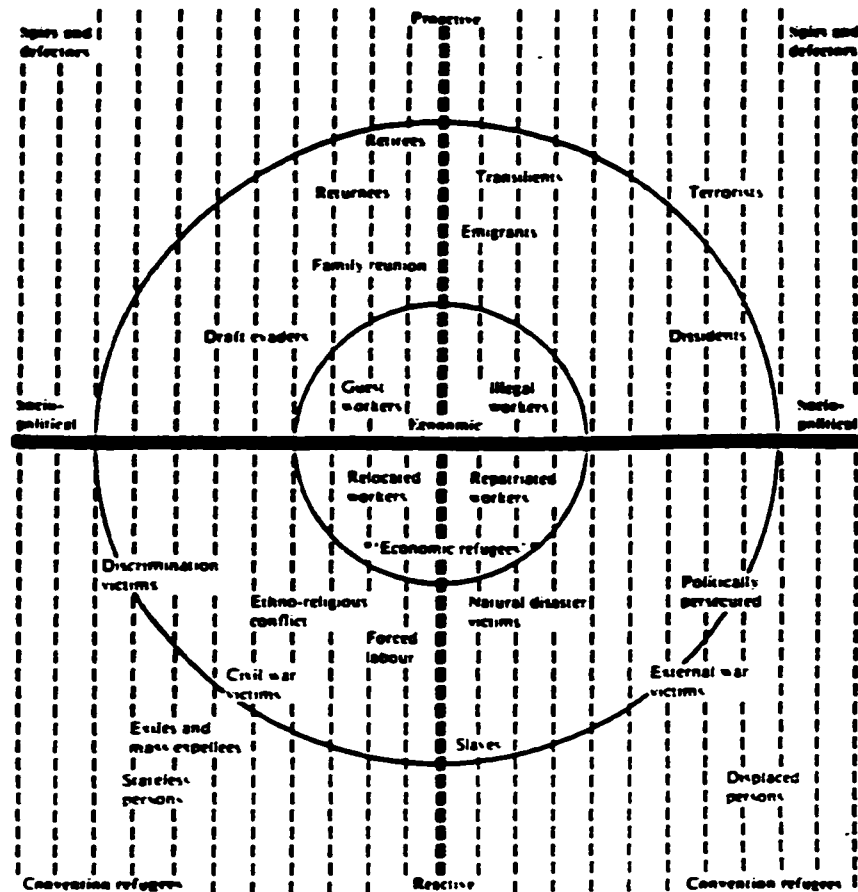 Proactive
Spies and
defectors
Spies and
defectors
Retirees
Transilients
Returnees
Terrorists
Emigrants
Family reunion
Draft evaders
Dissidents
Guest
workers
Illegal
workers
Socio-
political
Economic
Socio-
political
Relocated
workers
Repatriated
workers
"Economic refugees"
Discrimination
victims
Politically
persecuted
Ethno-religious
conflict
Natural disaster
victims
Forced
labour
Civil war
victims
External war
victims
Exiles and
mass expellees
Slaves
Stateless
persons
Displaced
persons
Convention refugees
Reactive
Convention refugees